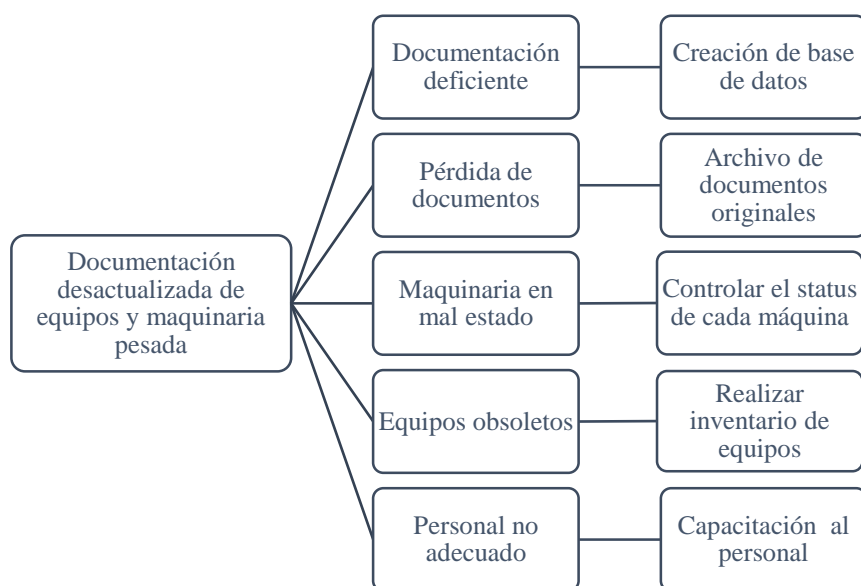 Documentación
desactualizada de
equipos y maquinaria
pesada
Documentación
deficiente
Creación de base
de datos
Pérdida de
documentos
Archivo de
documentos
originales
Maquinaria en
mal estado
Controlar el status
de cada máquina
Equipos obsoletos
Realizar
inventario de
equipos
Personal no
adecuado
Capacitación al
personal